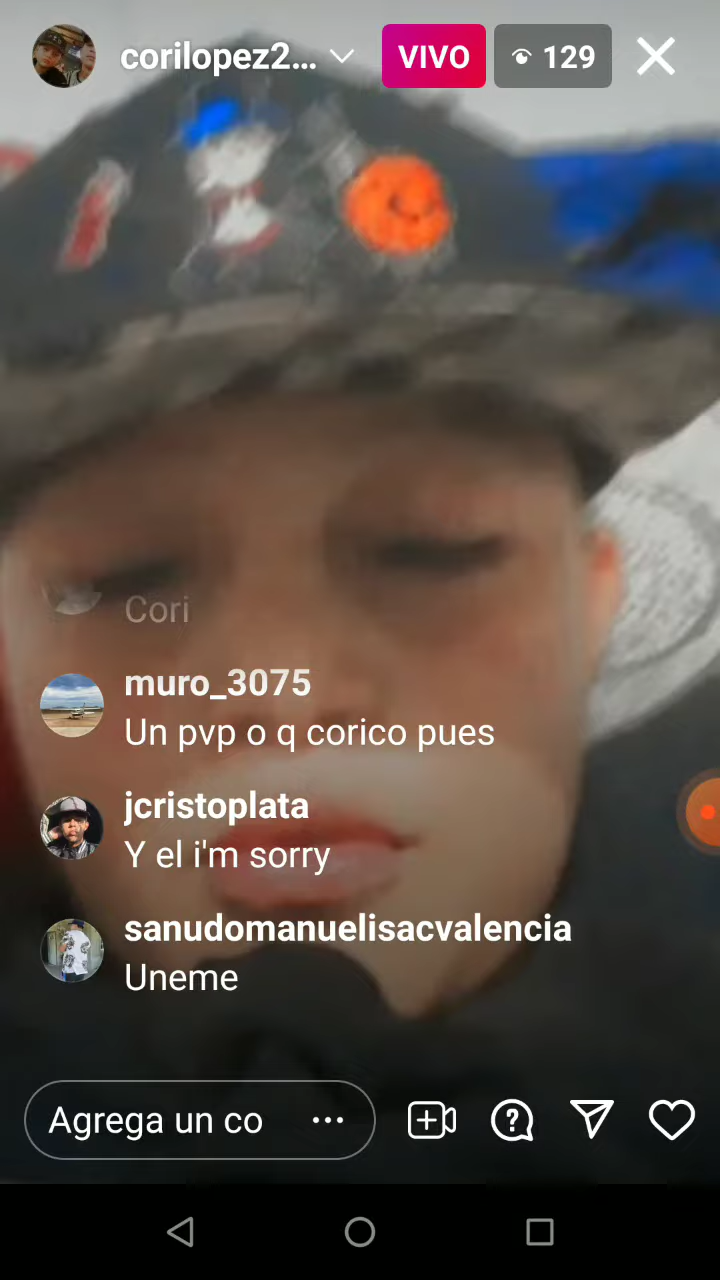 corilopez2...
VIVO
129
Cori
muro_3075
Un pvp o q corico pues
jcristoplata
Y el i'm sorry
sanudomanuelisacvalencia
Uneme
Agrega un co